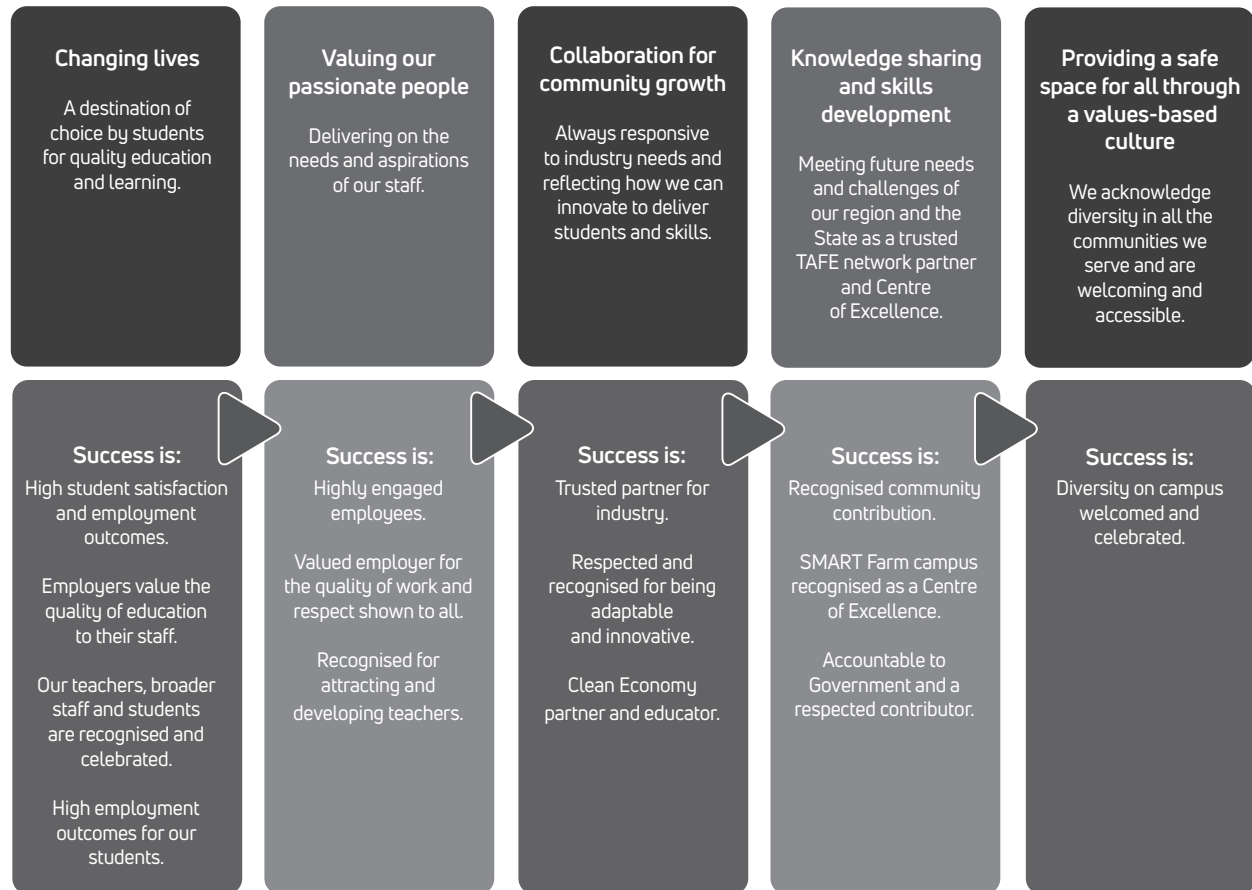 Changing lives
A destination of
choice by students
for quality education
and learning.
Valuing our
passionate people
Delivering on the
needs and aspirations
of our staff.
Collaboration for
community growth
Always responsive
to industry needs and
reflecting how we can
innovate to deliver
students and skills.
Knowledge sharing
and skills
development
Meeting future needs
and challenges of
our region and the
State as a trusted
TAFE network partner
and Centre
of Excellence.
Providing a safe
space for all through
a values-based
culture
We acknowledge
diversity in all the
communities we
serve and are
welcoming and
accessible.
Success is:
High student satisfaction
and employment
outcomes.
Employers value the
quality of education
to their staff.
Our teachers, broader
staff and students
are recognised and
celebrated.
High employment
outcomes for our
students.
Success is:
Highly engaged
employees.
Valued employer for
the quality of work and
respect shown to all.
Recognised for
attracting and
developing teachers.
Success is:
Trusted partner for
industry.
Respected and
recognised for being
adaptable
and innovative.
Clean Economy
partner and educator.
Success is:
Recognised community
contribution.
SMART Farm campus
recognised as a Centre
of Excellence.
Accountable to
Government and a
respected contributor.
Success is:
Diversity on campus
welcomed and
celebrated.